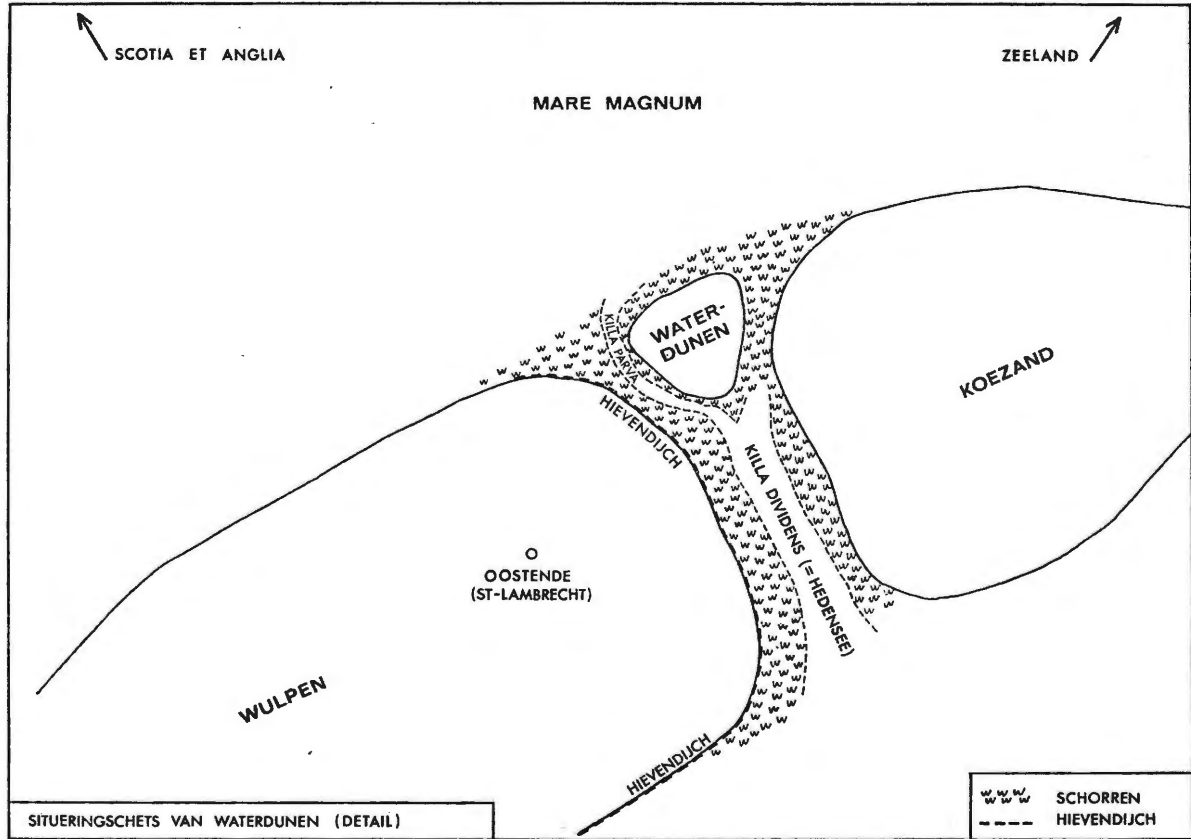 SCOTIA ET ANGLIA
ZEELAND
MARE MAGNUM
WATER-
DUNEN
KILLA PARVA
KOEZAND
HIEVENDIJCH
KILLA DIVIDENS (= HEDENSEE)
OOSTENDE
(ST-LAMBRECHT)
WULPEN
HIEVENDIJCH
SITUERINGSCHETS VAN WATERDUNEN (DETAIL)
SCHORREN
HIEVENDIJCH